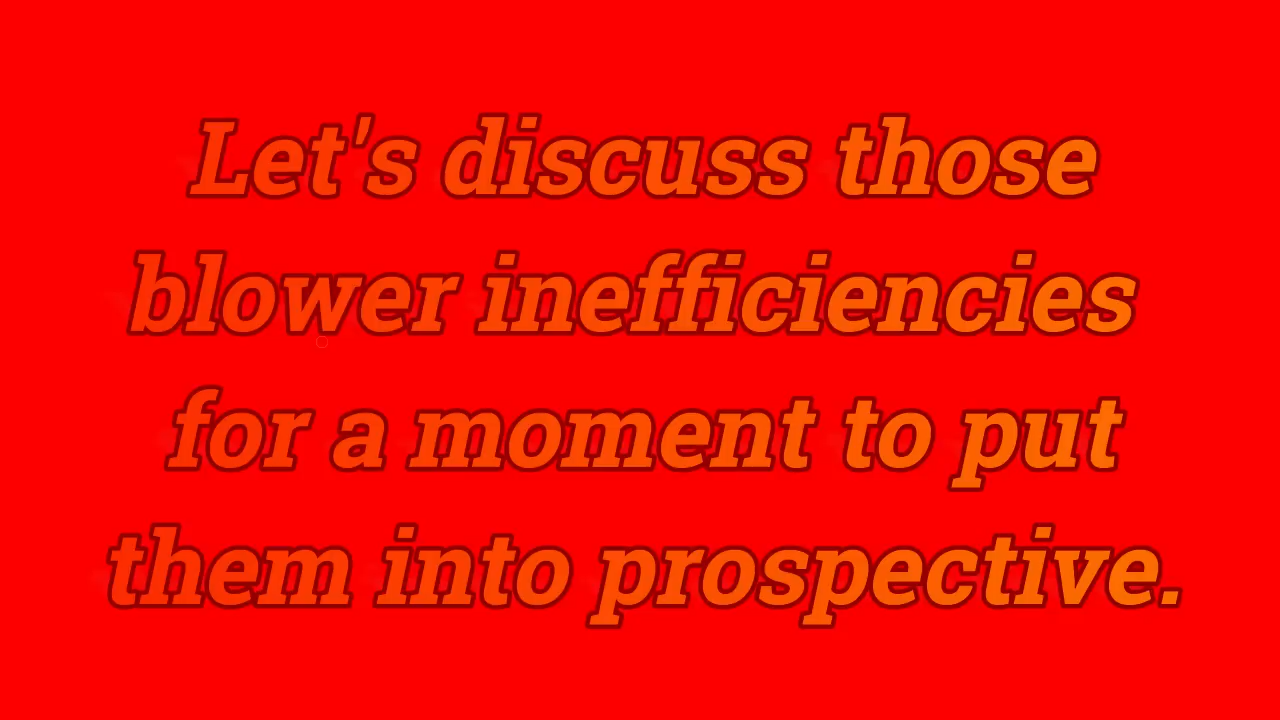 Let's discuss those
blower inefficiencies
for a moment to put
them into prospective.